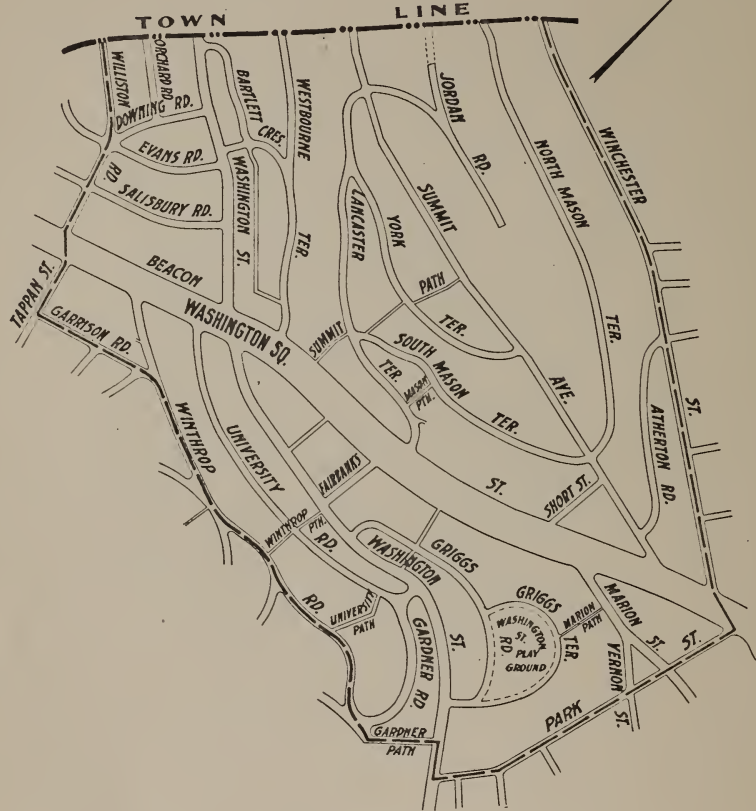 TOWN LINE
WILLISTON
RD.
ORCHARD RD.
DOWNING RD.
BARTLETT
CRES.
WESTBOURNE
TER.
EVANS RD.
SALISBURY RD.
WASHINGTON
ST.
JORDAN
RD.
NORTH MASON
TER.
WINCHESTER
ST.
LANCASTER
TER.
YORK
TER.
SUMMIT
AVE.
SUMMIT
PATH
BEACON
ST.
WASHINGTON SQ.
TAPPAN ST.
GARRISON RD.
SOUTH MASON
TER.
MASON
PTH.
ATHERTON RD.
WINTHROP
RD.
UNIVERSITY
RD.
FAIRBANKS
WINTHROP
PTH.
SHORT ST.
WASHINGTON
ST.
GRIGGS
RD.
GRIGGS
TER.
MARION
PATH
MARION
ST.
UNIVERSITY
PATH
GARDNER RD.
WASHINGTON
ST.
PLAY
GROUND
VERNON
ST.
PARK
ST.
GARDNER
PATH